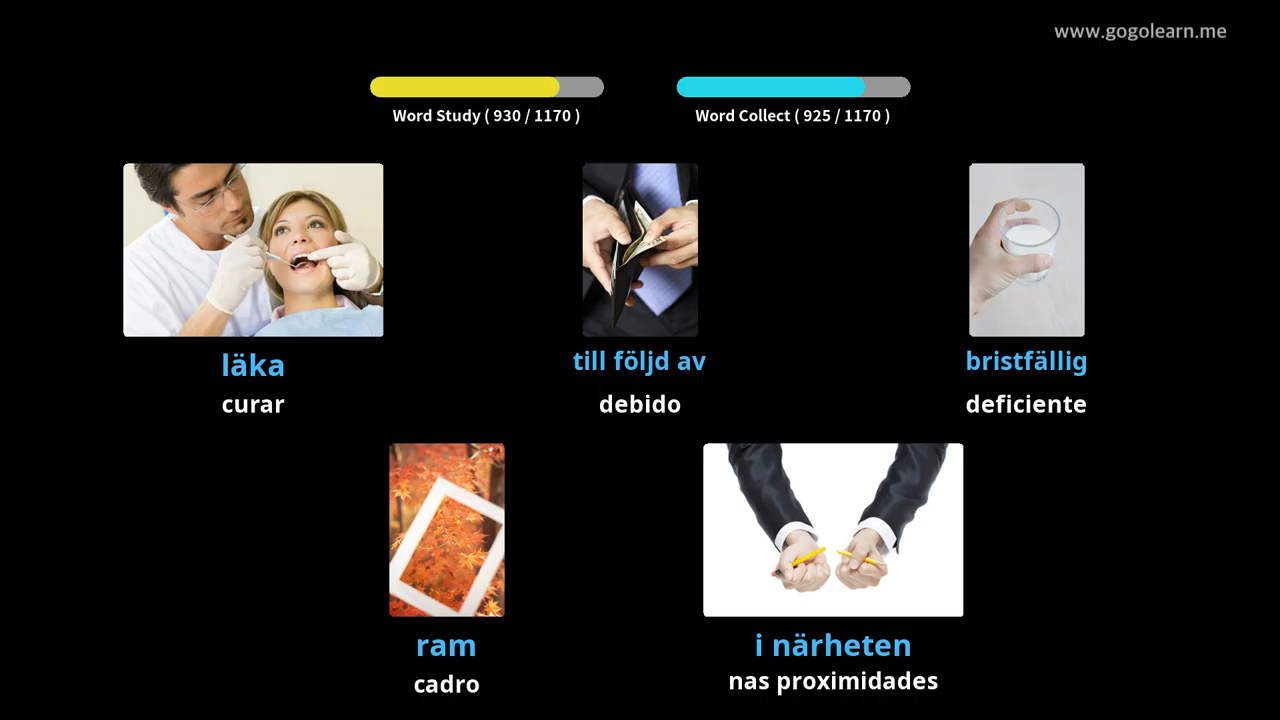 www.gogolearn.me
Word Study ( 930 / 1170 )
Word Collect ( 925 / 1170 )
läka
curar
till följd av
debido
bristfällig
deficiente
ram
cadro
i närheten
nas proximidades